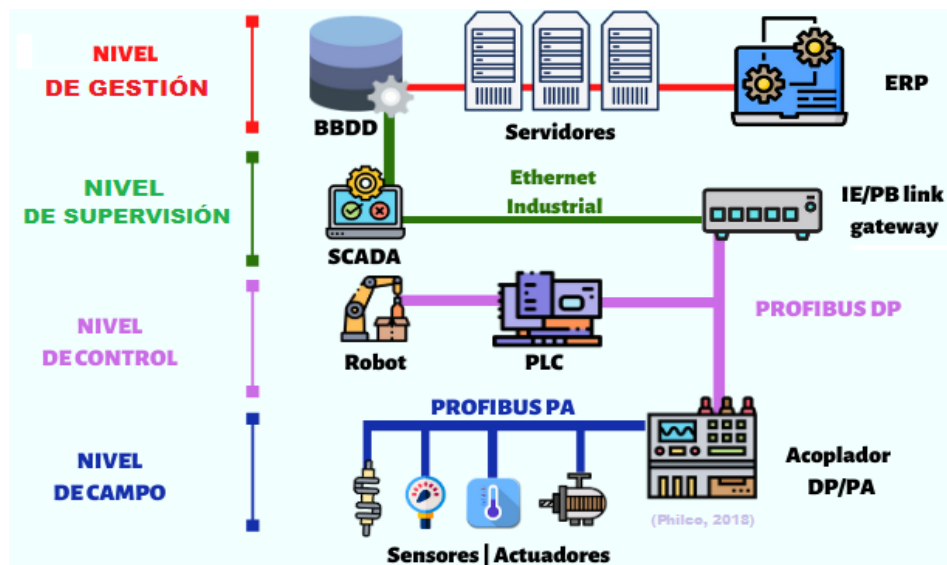 NIVEL
DE GESTIÓN
BBDD
Servidores
ERP
NIVEL
DE SUPERVISIÓN
SCADA
Ethernet
Industrial
IE/PB link
gateway
NIVEL
DE CONTROL
Robot
PLC
PROFIBUS DP
NIVEL
DE CAMPO
PROFIBUS PA
Acoplador
DP/PA
(Philco, 2018)
Sensores | Actuadores